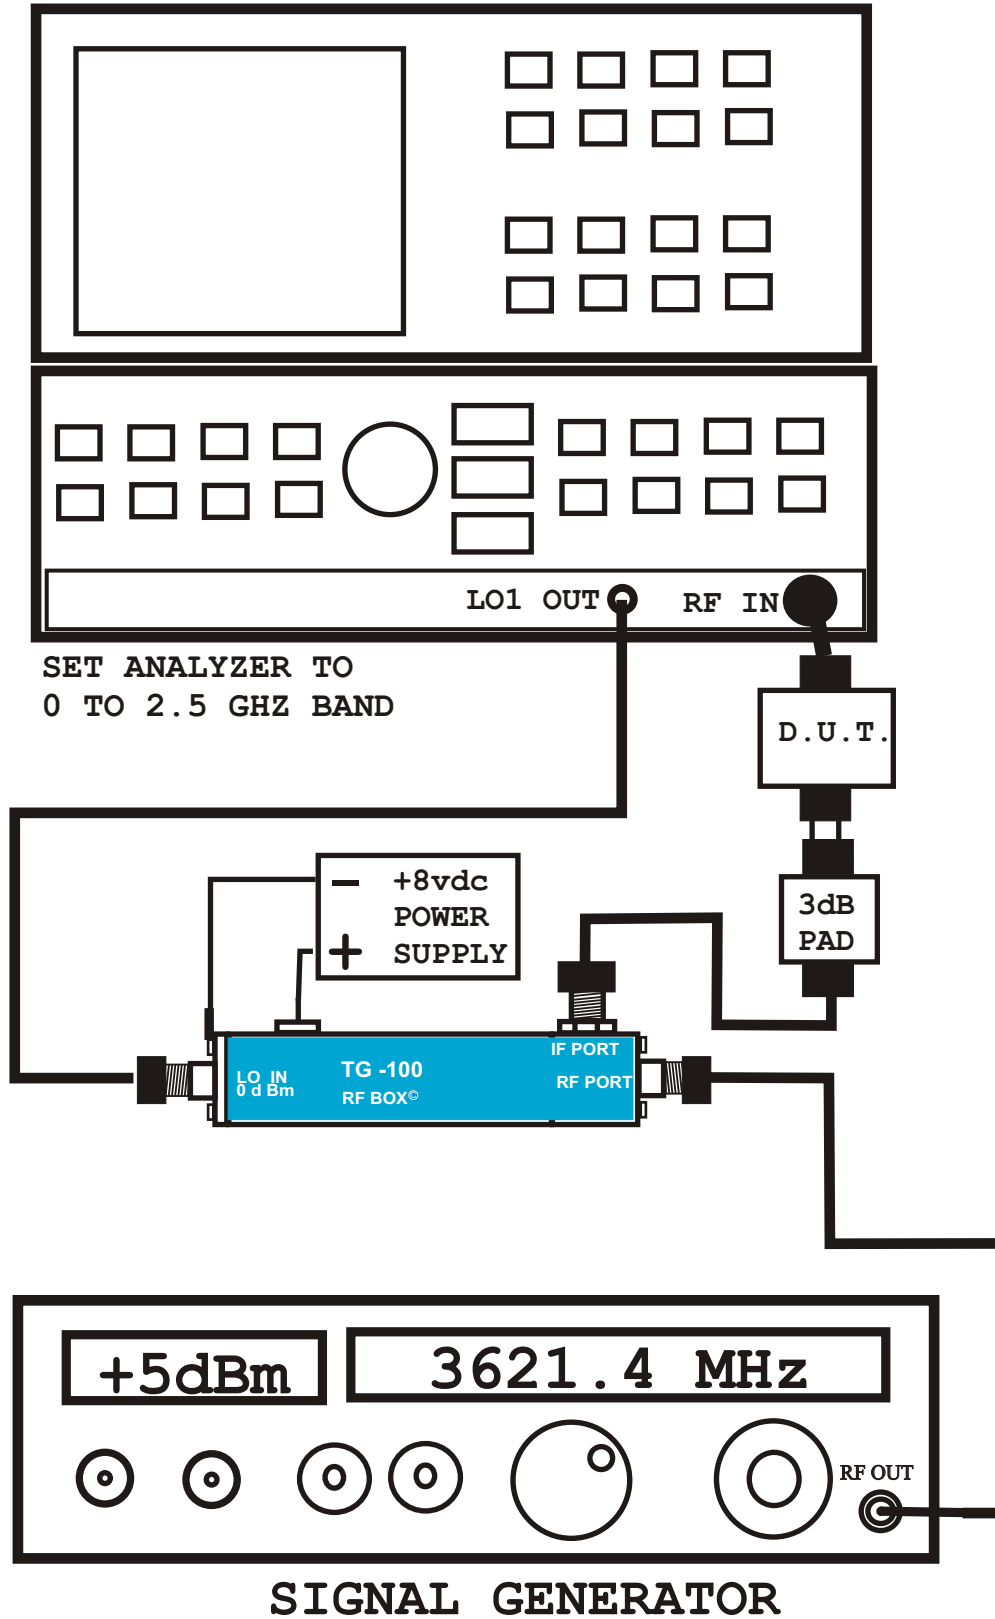 LO1 OUT
RF IN
SET ANALYZER TO
0 TO 2.5 GHZ BAND
D.U.T.
- +8vdc
POWER
+ SUPPLY
3dB
PAD
IF PORT
LO IN
0 d Bm
TG -100
RF BOX©
RF PORT
+5dBm
3621.4 MHz
RF OUT
SIGNAL GENERATOR